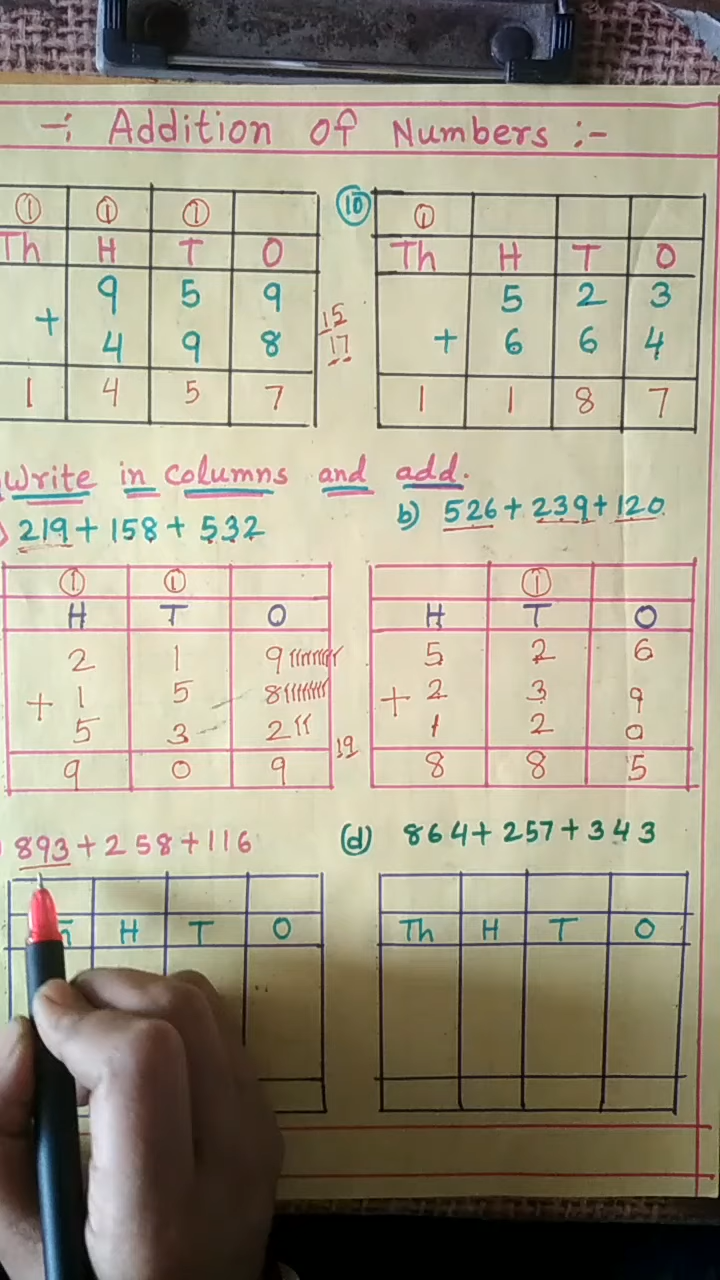 -: Addition Of Numbers :-
① ① ①
Th H T O
9 5 9
+ 4 9 8
1 4 5 7
15
17
10
①
Th H T O
5 2 3
+ 6 6 4
1 1 8 7
Write in columns and add.
219 + 158 + 532
① ①
H T O
2 1 9
+ 1 5 8
5 3 2
9 0 9
19
b) 526 + 239 + 120
①
H T O
5 2 6
+ 2 3 9
1 2 0
8 8 5
893 + 258 + 116
H T O
(d) 864 + 257 + 343
Th H T O